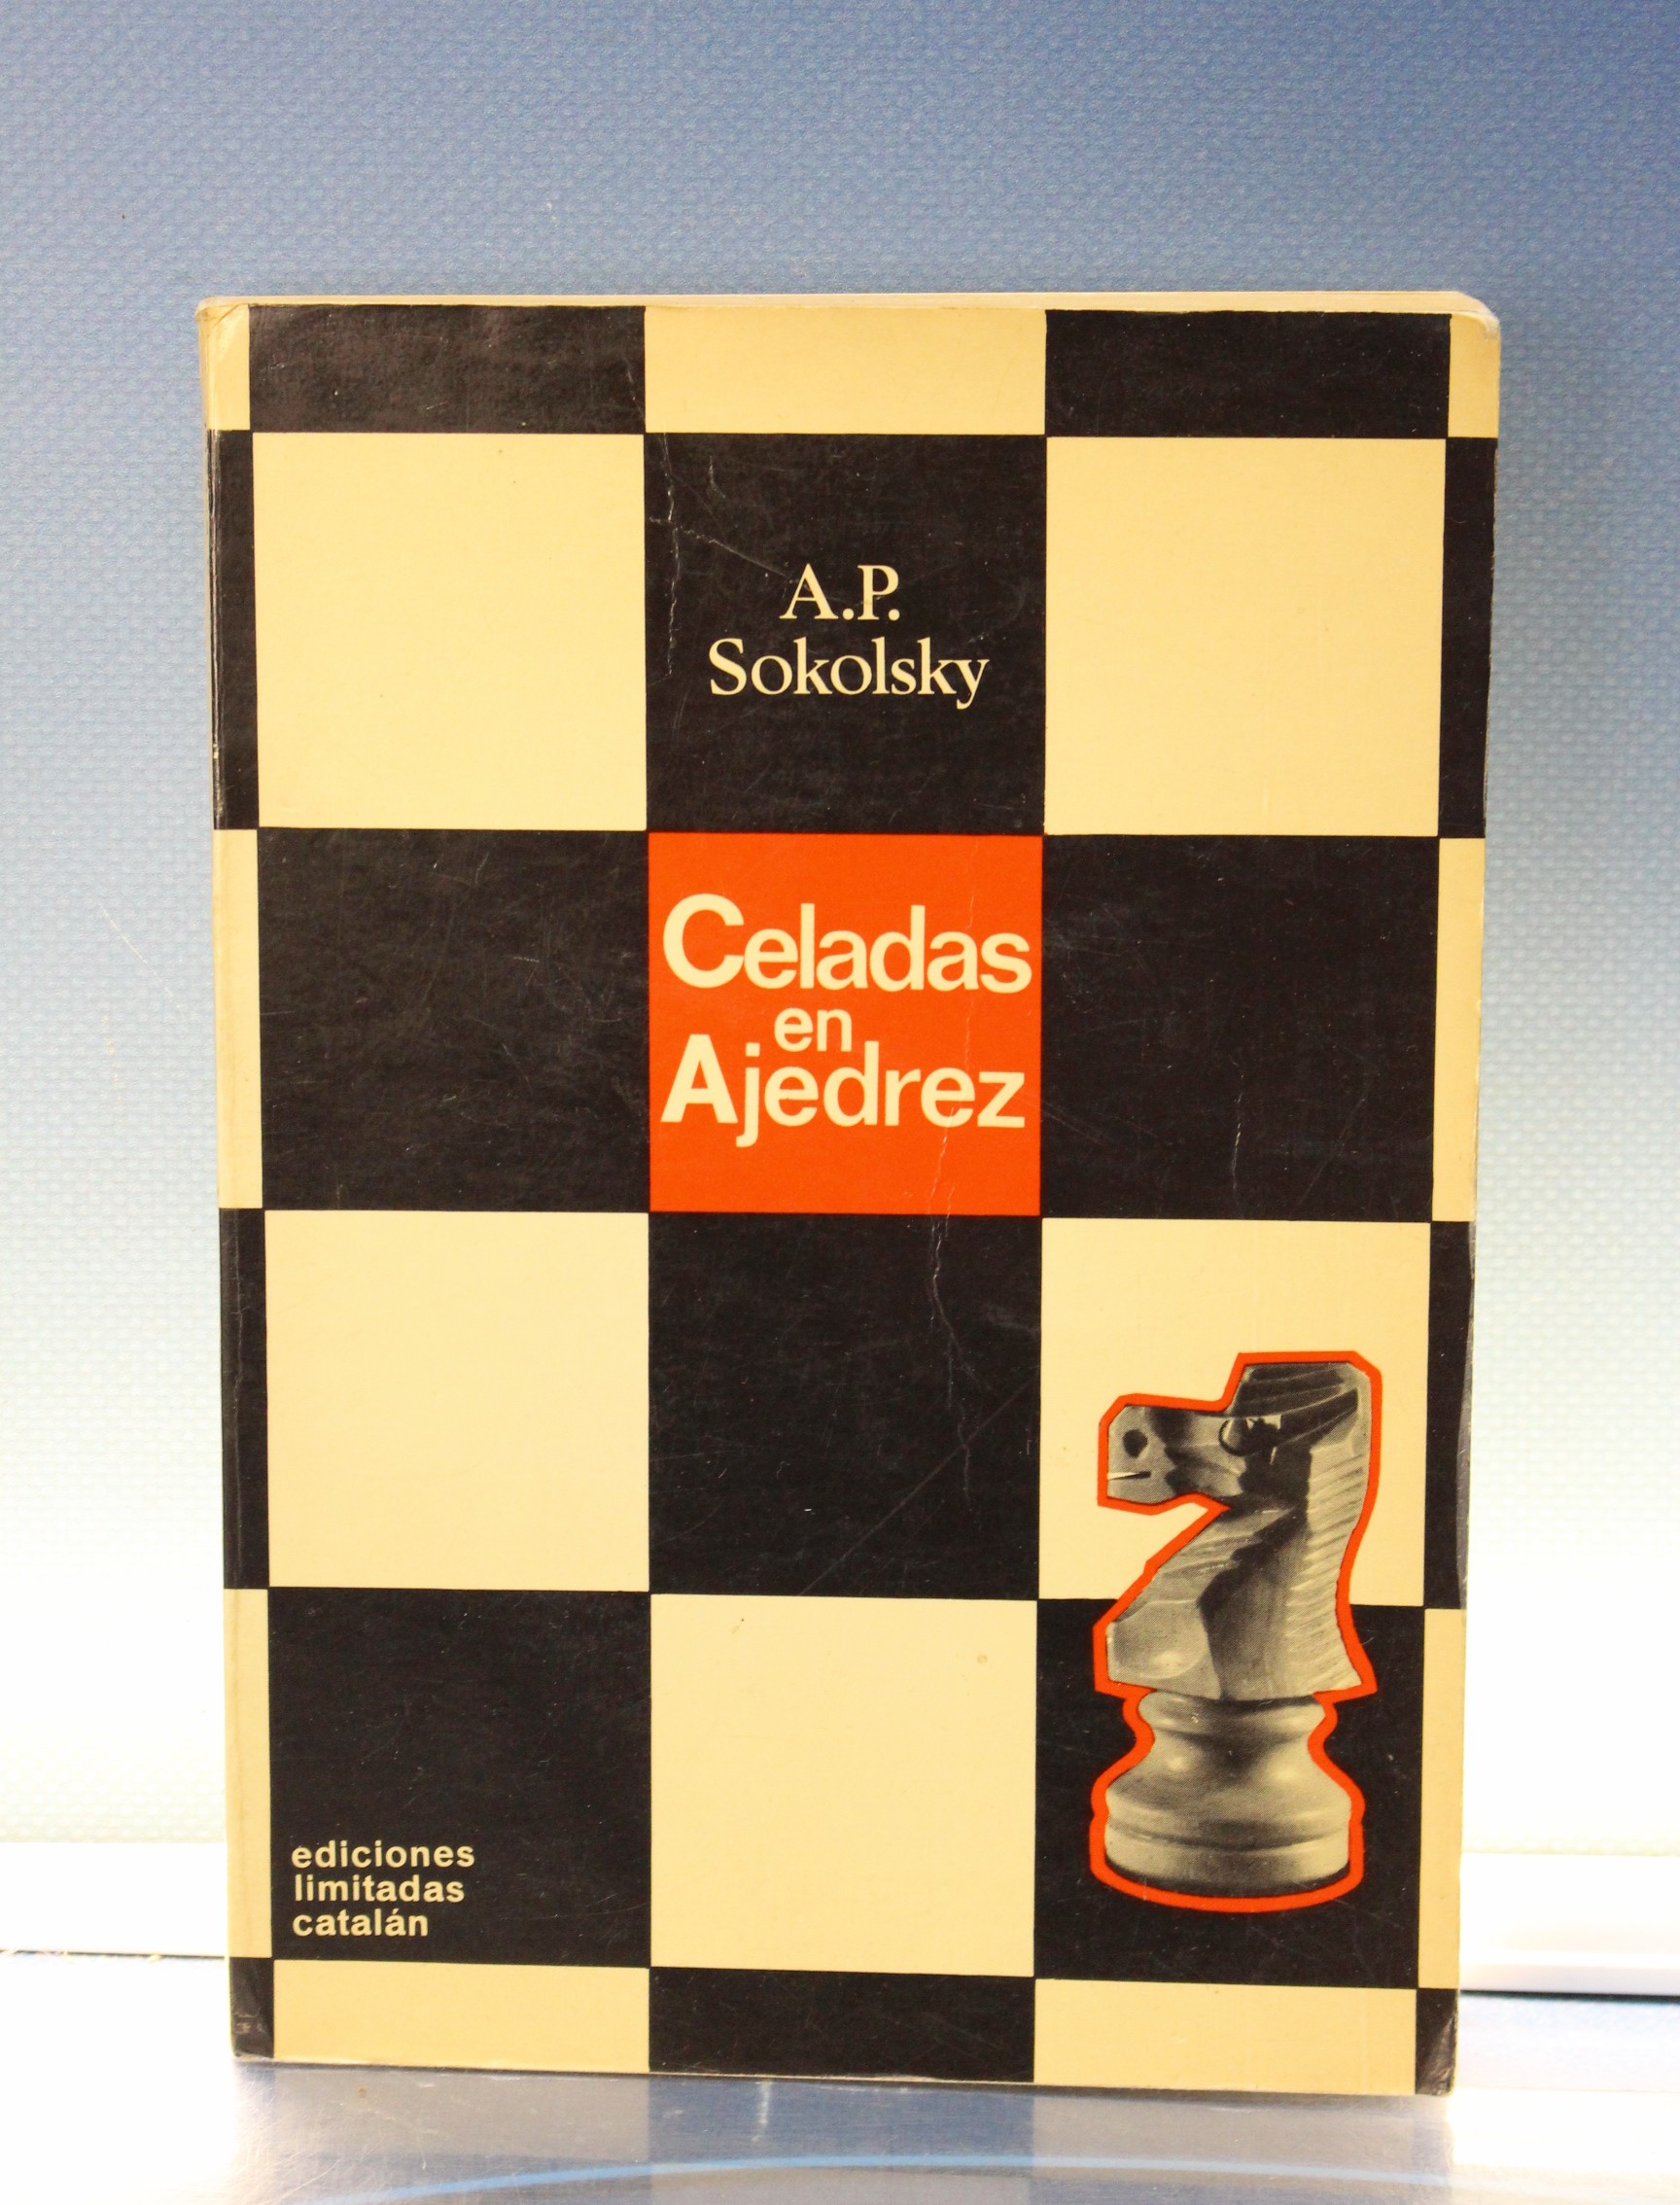 A.P.
Sokolsky
Celadas
en
Ajedrez
ediciones
limitadas
catalán